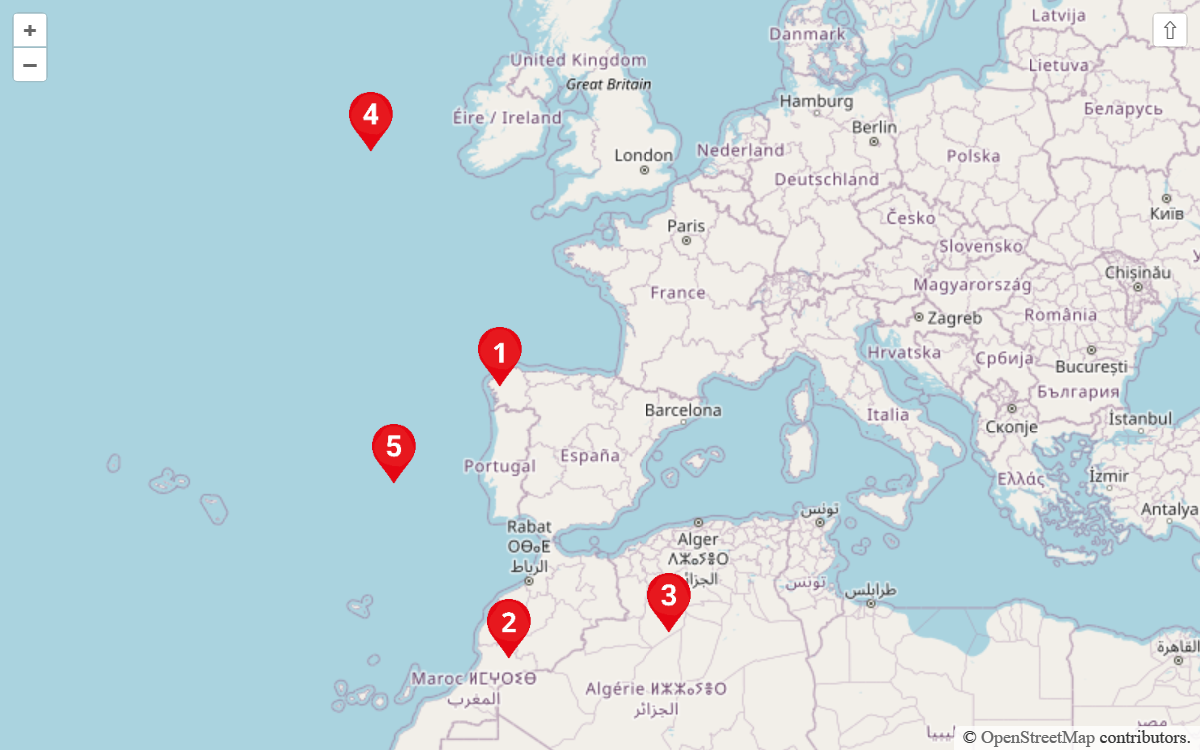 +
−
⇧
Latvija
Danmark
United Kingdom
Lietuva
Great Britain
Hamburg
Беларусь
4
Éire / Ireland
Berlin
Nederland
London
Polska
Deutschland
Київ
Česko
Paris
Slovensko
Chișinău
Magyarország
France
România
Zagreb
1
Hrvatska
Србија
București
България
Barcelona
Italia
İstanbul
Скопје
5
España
Portugal
Ελλάς
İzmir
Antalya
تونس
Rabat
ⵔⴱⴰⵟ
الرباط
Alger
ⴷⵣⴰⵢⴻⵔ
الجزائر
تونس
3
طرابلس
2
القاهرة
Maroc ⵍⵎⵖⵔⵉⴱ
المغرب
Algérie ⵍⵣⵣⴰⵢⴻⵔ
الجزائر
ليبيا
مصر
© OpenStreetMap contributors.